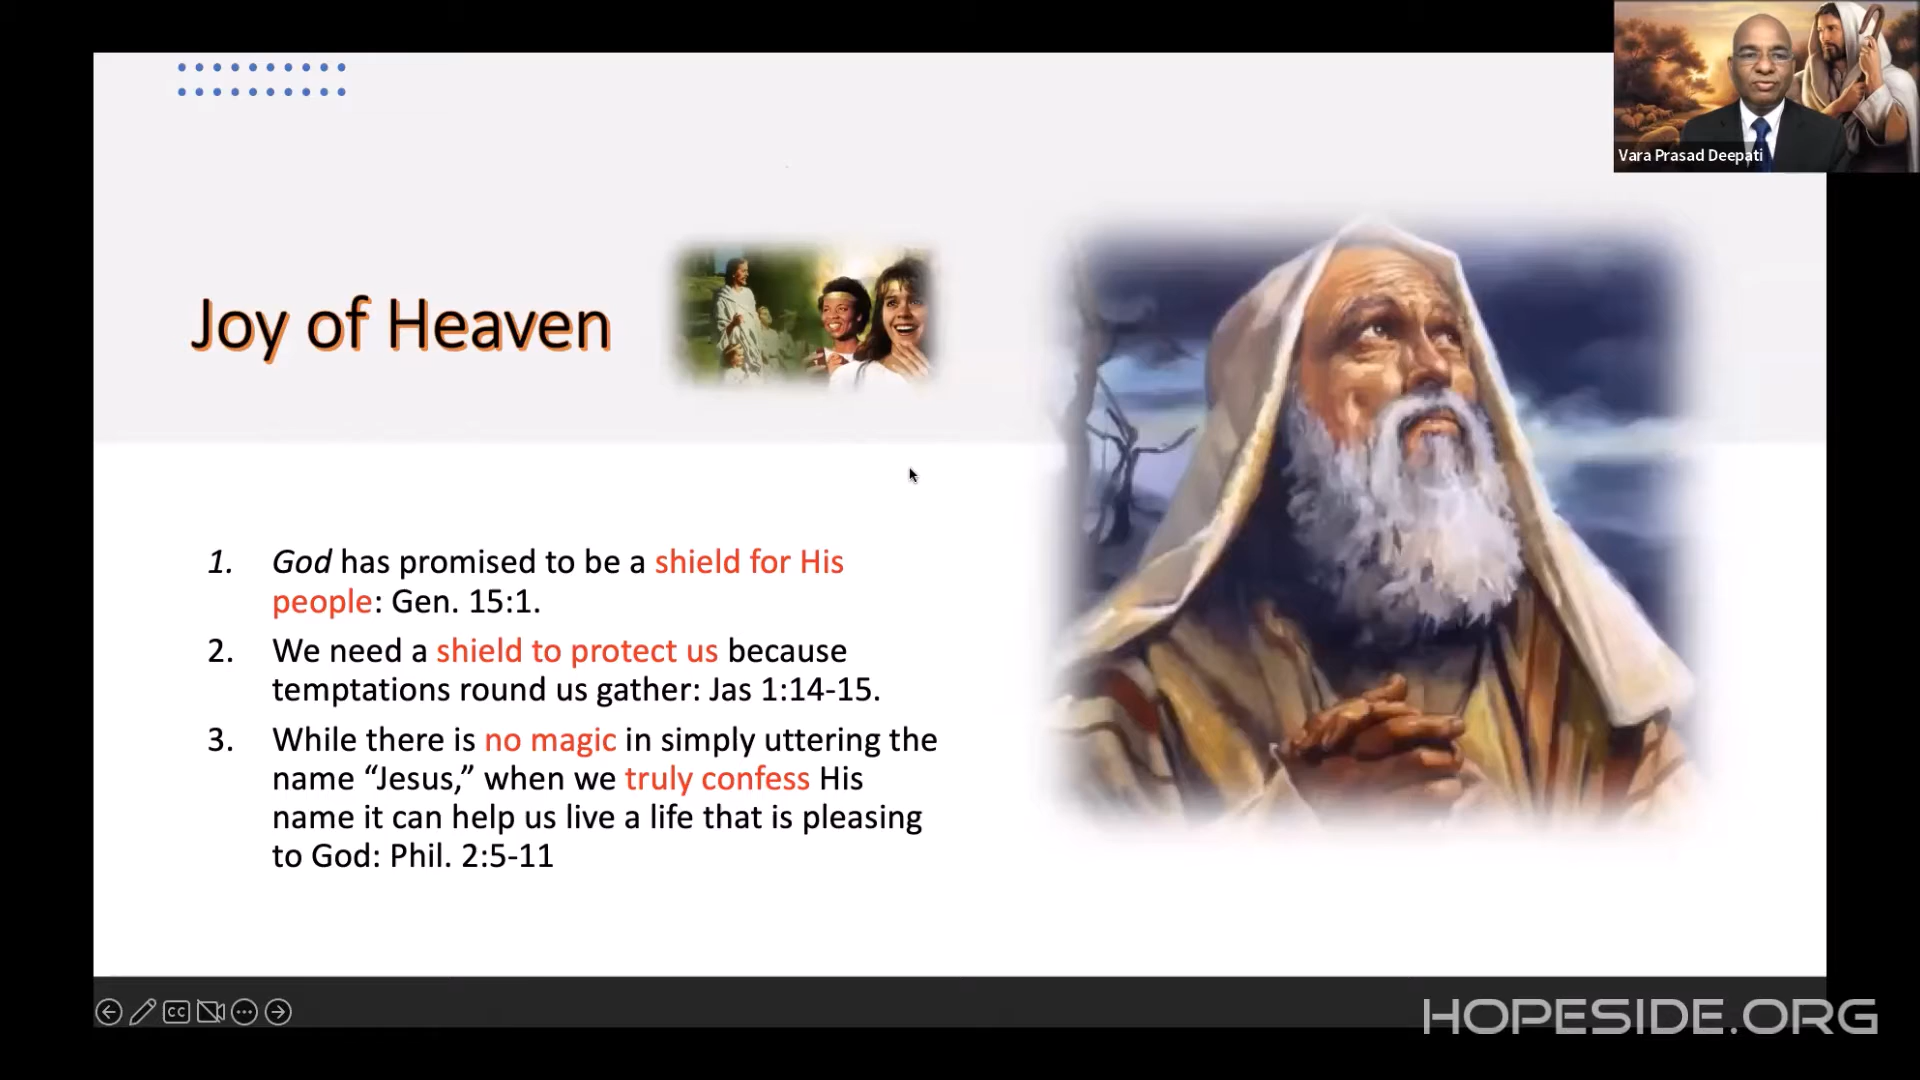 Vara Prasad Deepati
Joy of Heaven
1. God has promised to be a shield for His
people: Gen. 15:1.
2. We need a shield to protect us because
temptations round us gather: Jas 1:14-15.
3. While there is no magic in simply uttering the
name “Jesus,” when we truly confess His
name it can help us live a life that is pleasing
to God: Phil. 2:5-11
CC
HOPESIDE.ORG